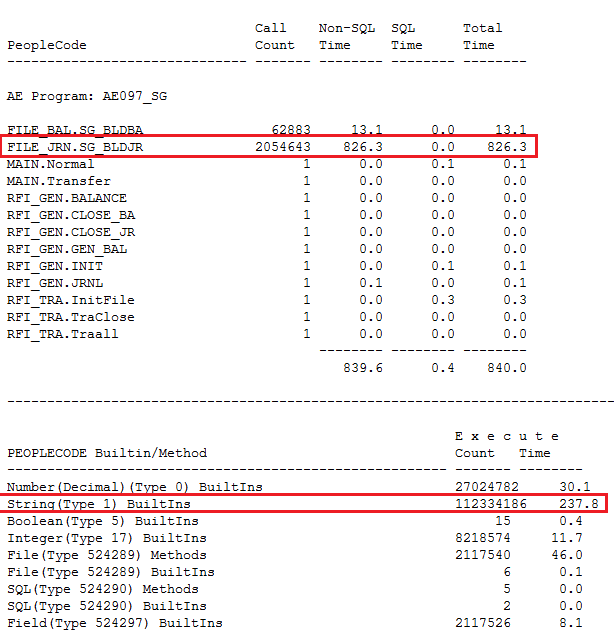 Call Non-SQL SQL Total
PeopleCode Count Time Time Time
------------------------------ ------- -------- -------- --------
AE Program: AE097_SG
FILE_BAL.SG_BLDBA 62883 13.1 0.0 13.1
FILE_JRN.SG_BLDJR 2054643 826.3 0.0 826.3
MAIN.Normal 1 0.0 0.1 0.1
MAIN.Transfer 1 0.0 0.0 0.0
RFI_GEN.BALANCE 1 0.0 0.0 0.0
RFI_GEN.CLOSE_BA 1 0.0 0.0 0.0
RFI_GEN.CLOSE_JR 1 0.0 0.0 0.0
RFI_GEN.GEN_BAL 1 0.0 0.0 0.0
RFI_GEN.INIT 1 0.0 0.1 0.1
RFI_GEN.JRNL 1 0.1 0.0 0.1
RFI_TRA.InitFile 1 0.0 0.3 0.3
RFI_TRA.TraClose 1 0.0 0.0 0.0
RFI_TRA.Traall 1 0.0 0.0 0.0
-------- -------- --------
839.6 0.4 840.0
--------------------------------------------------------------------------------
E x e c u t e
PEOPLECODE Builtin/Method Count Time
------------------------------------------------------- ------- --------
Number(Decimal)(Type 0) BuiltIns 27024782 30.1
String(Type 1) BuiltIns 112334186 237.8
Boolean(Type 5) BuiltIns 15 0.4
Integer(Type 17) BuiltIns 8218574 11.7
File(Type 524289) Methods 2117540 46.0
File(Type 524289) BuiltIns 6 0.1
SQL(Type 524290) Methods 5 0.0
SQL(Type 524290) BuiltIns 2 0.0
Field(Type 524297) BuiltIns 2117526 8.1